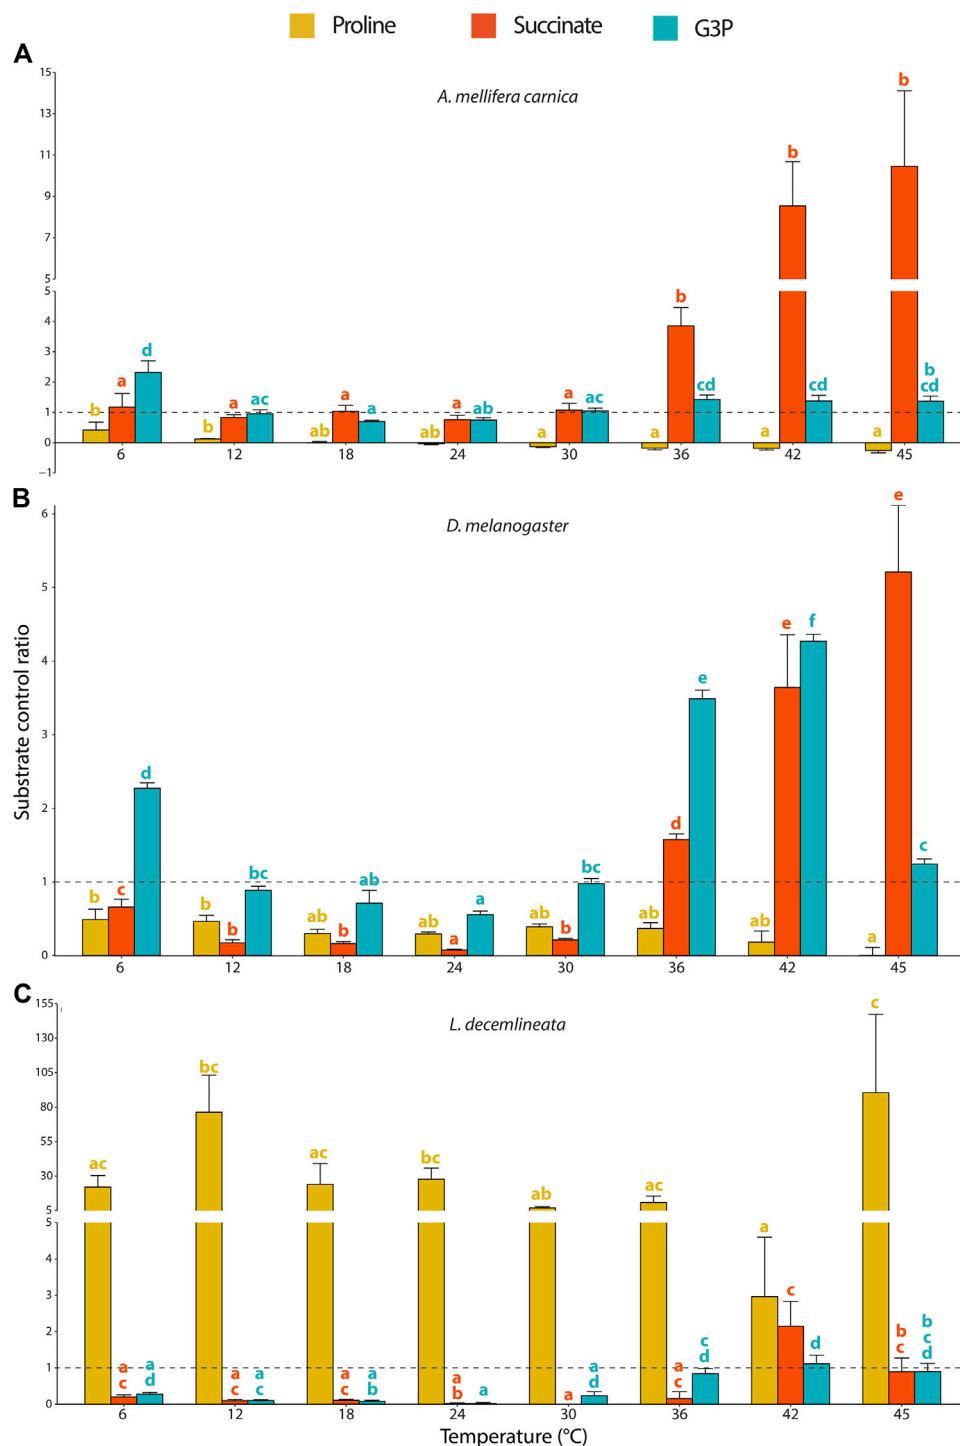 Proline Succinate G3P
A
A. mellifera carnica
15
13
11
9
7
5
5
4
3
2
1
0
−1
b a d
b a ac
ab a a
ab a ab
a a ac
a b cd
a b cd
a b b
cd
6 12 18 24 30 36 42 45
B
D. melanogaster
Substrate control ratio
6
5
4
3
2
1
0
b c d
b b bc
ab b ab
ab a a
ab b bc
ab d e
ab e f
a e c
6 12 18 24 30 36 42 45
C
L. decemlineata
155
130
105
80
55
30
5
5
4
3
2
1
0
ac a c a d
bc a c a c
ac a c a b
bc a b a
ab a a d
ac a c c d
a c d
c b c b c d
6 12 18 24 30 36 42 45
Temperature (°C)